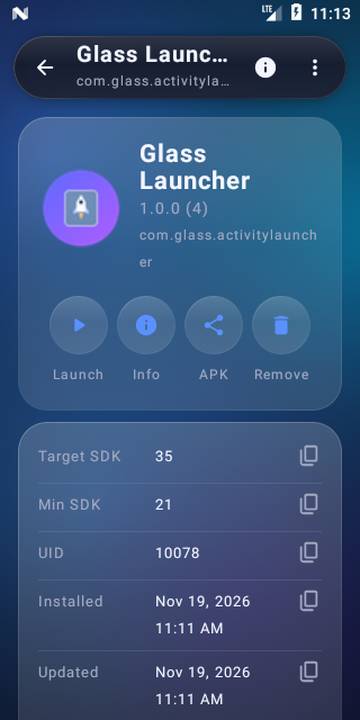 LTE 11:13
Glass Launc...
com.glass.activityla...
Glass
Launcher
1.0.0 (4)
com.glass.activitylaunch
er
Launch Info APK Remove
Target SDK 35
Min SDK 21
UID 10078
Installed Nov 19, 2026
11:11 AM
Updated Nov 19, 2026
11:11 AM